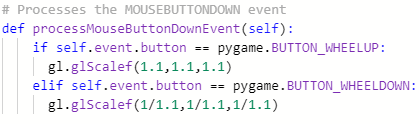 # Processes the MOUSEBUTTONDOWN event
def processMouseButtonDownEvent(self):
    if self.event.button == pygame.BUTTON_WHEELUP:
      gl.glScalef(1.1,1.1,1.1)
    elif self.event.button == pygame.BUTTON_WHEELDOWN:
      gl.glScalef(1/1.1,1/1.1,1/1.1)